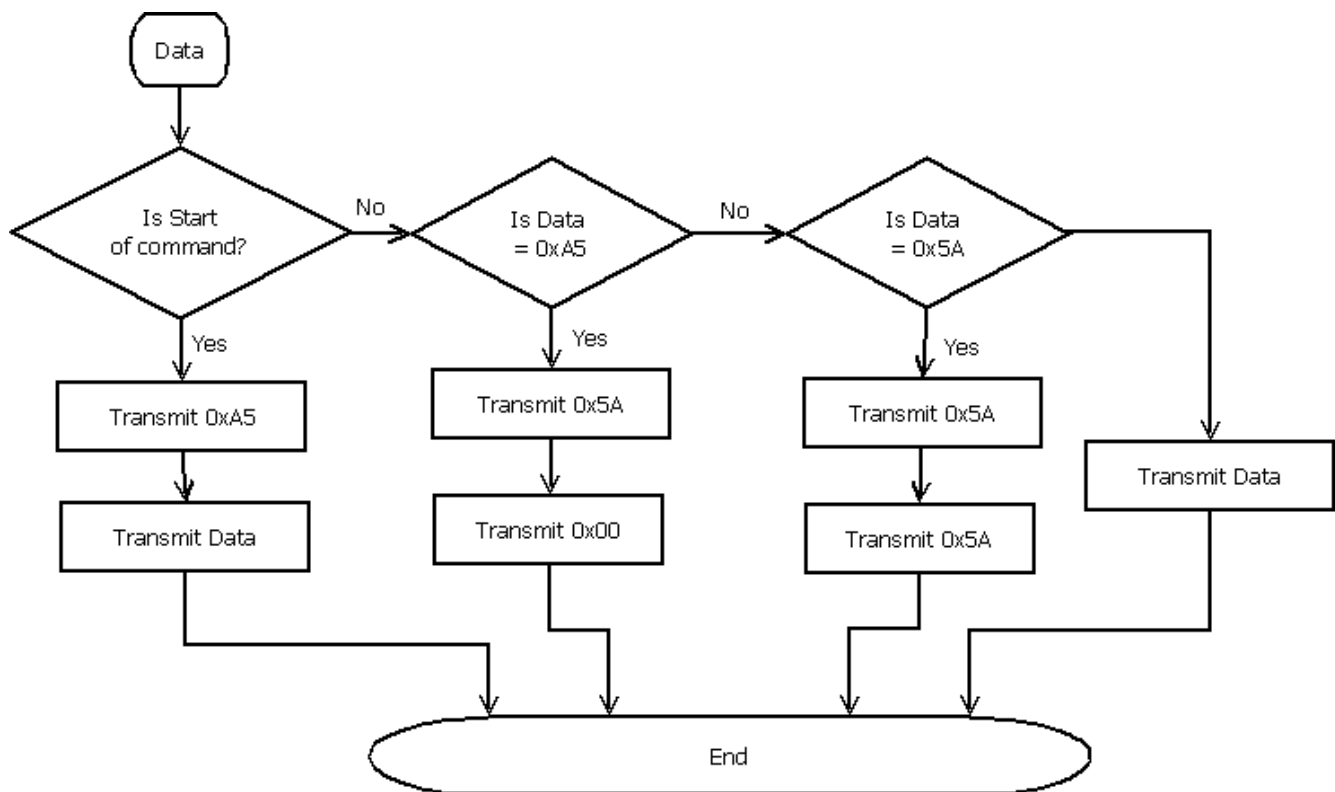 Data
Is Start
of command?
No
Is Data
= 0xA5
No
Is Data
= 0x5A
Yes
Yes
Yes
Transmit 0xA5
Transmit 0x5A
Transmit 0x5A
Transmit Data
Transmit Data
Transmit 0x00
Transmit 0x5A
End